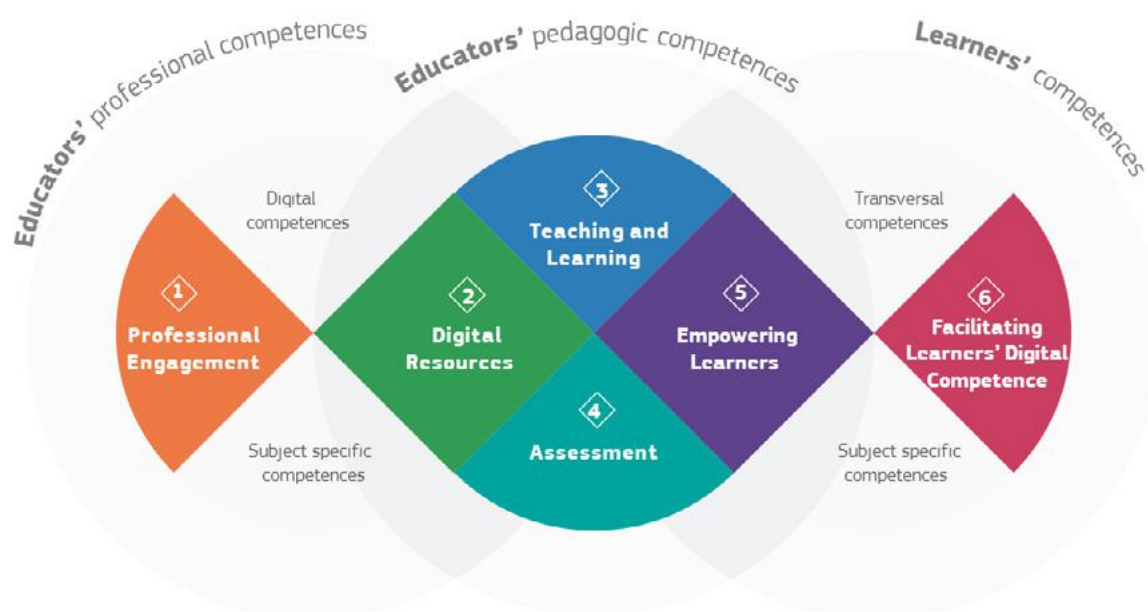 Educators' professional competences
Educators' pedagogic competences
Learners' competences
Digital
competences
Transversal
competences
1
Professional
Engagement
2
Digital
Resources
3
Teaching and
Learning
4
Assessment
5
Empowering
Learners
6
Facilitating
Learners' Digital
Competence
Subject specific
competences
Subject specific
competences